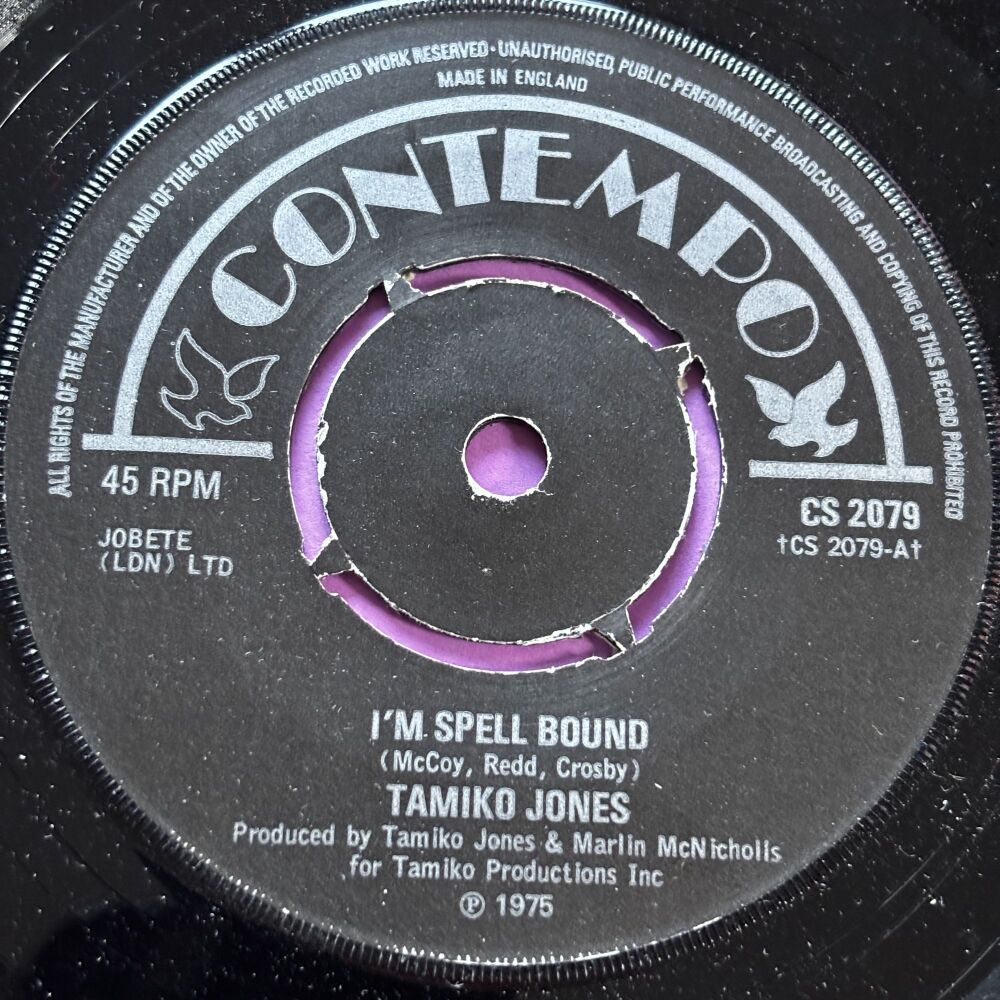 ALL RIGHTS OF THE MANUFACTURER AND OF THE OWNER OF THE RECORDED WORK RESERVED · UNAUTHORISED, PUBLIC PERFORMANCE BROADCASTING AND COPYING OF THIS RECORD PROHIBITED
MADE IN ENGLAND
CONTEMPO
45 RPM
JOBETE
(LDN) LTD
CS 2079
†CS 2079-A†
I'M SPELL BOUND
(McCoy, Redd, Crosby)
TAMIKO JONES
Produced by Tamiko Jones & Marlin McNicholls
for Tamiko Productions Inc
℗ 1975